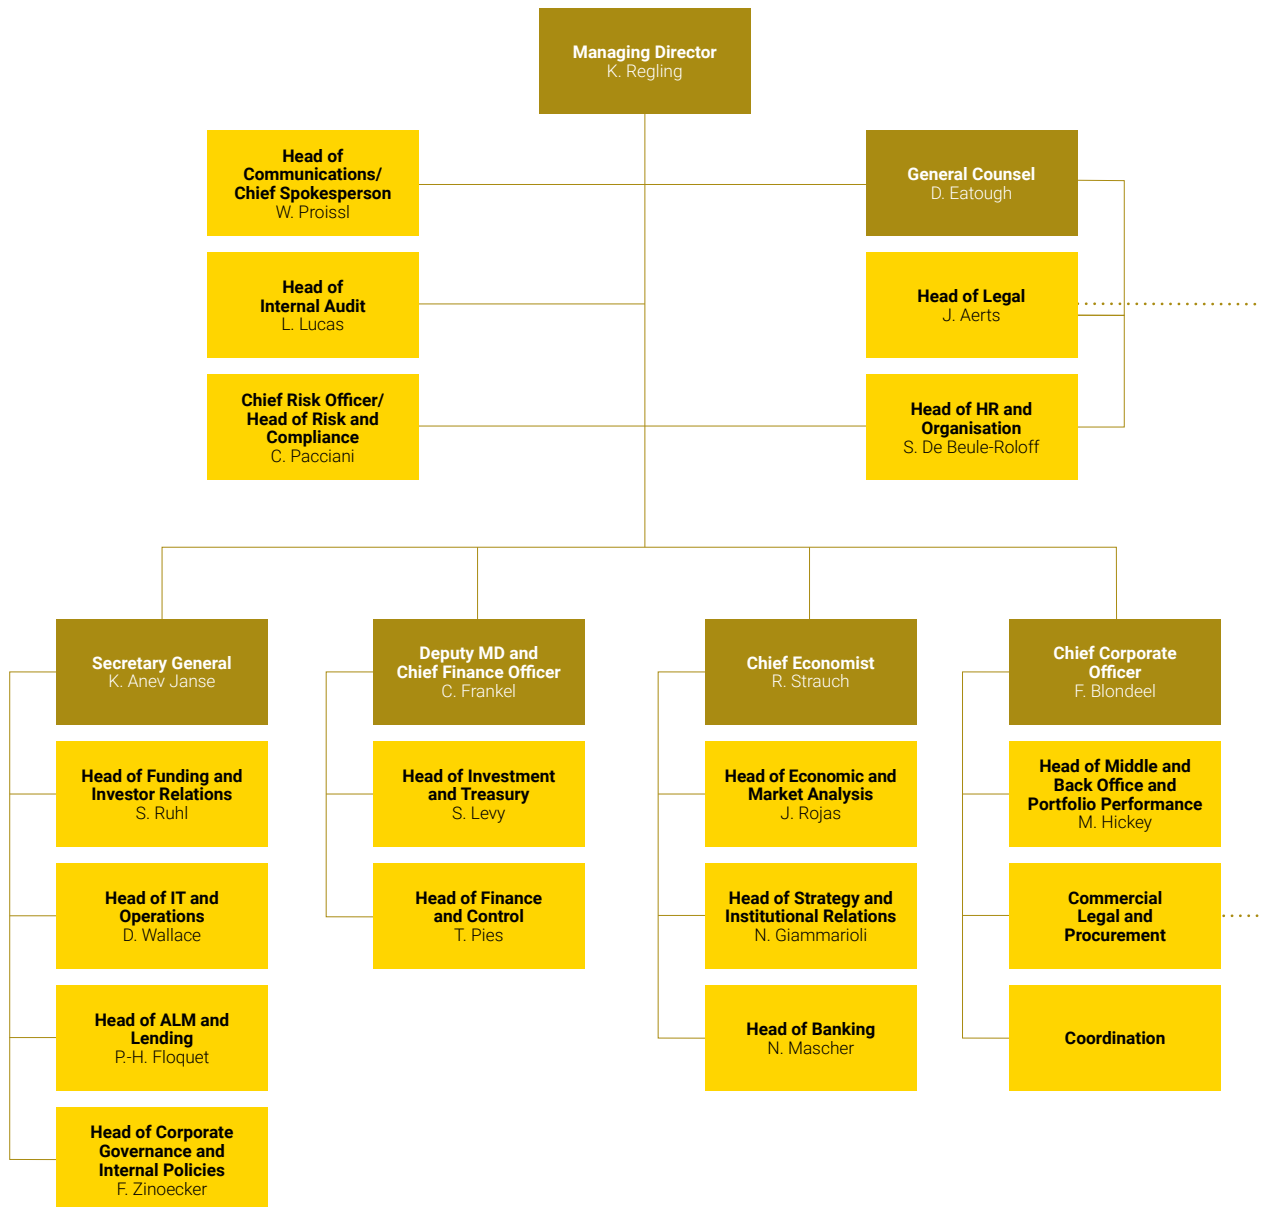 Managing Director
K. Regling
Head of
Communications/
Chief Spokesperson
W. Proissl
General Counsel
D. Eatough
Head of
Internal Audit
L. Lucas
Head of Legal
J. Aerts
Chief Risk Officer/
Head of Risk and
Compliance
C. Pacciani
Head of HR and
Organisation
S. De Beule-Roloff
Secretary General
K. Anev Janse
Head of Funding and
Investor Relations
S. Ruhl
Head of IT and
Operations
D. Wallace
Head of ALM and
Lending
P.-H. Floquet
Head of Corporate
Governance and
Internal Policies
F. Zinoecker
Deputy MD and
Chief Finance Officer
C. Frankel
Head of Investment
and Treasury
S. Levy
Head of Finance
and Control
T. Pies
Chief Economist
R. Strauch
Head of Economic and
Market Analysis
J. Rojas
Head of Strategy and
Institutional Relations
N. Giammarioli
Head of Banking
N. Mascher
Chief Corporate
Officer
F. Blondeel
Head of Middle and
Back Office and
Portfolio Performance
M. Hickey
Commercial
Legal and
Procurement
Coordination